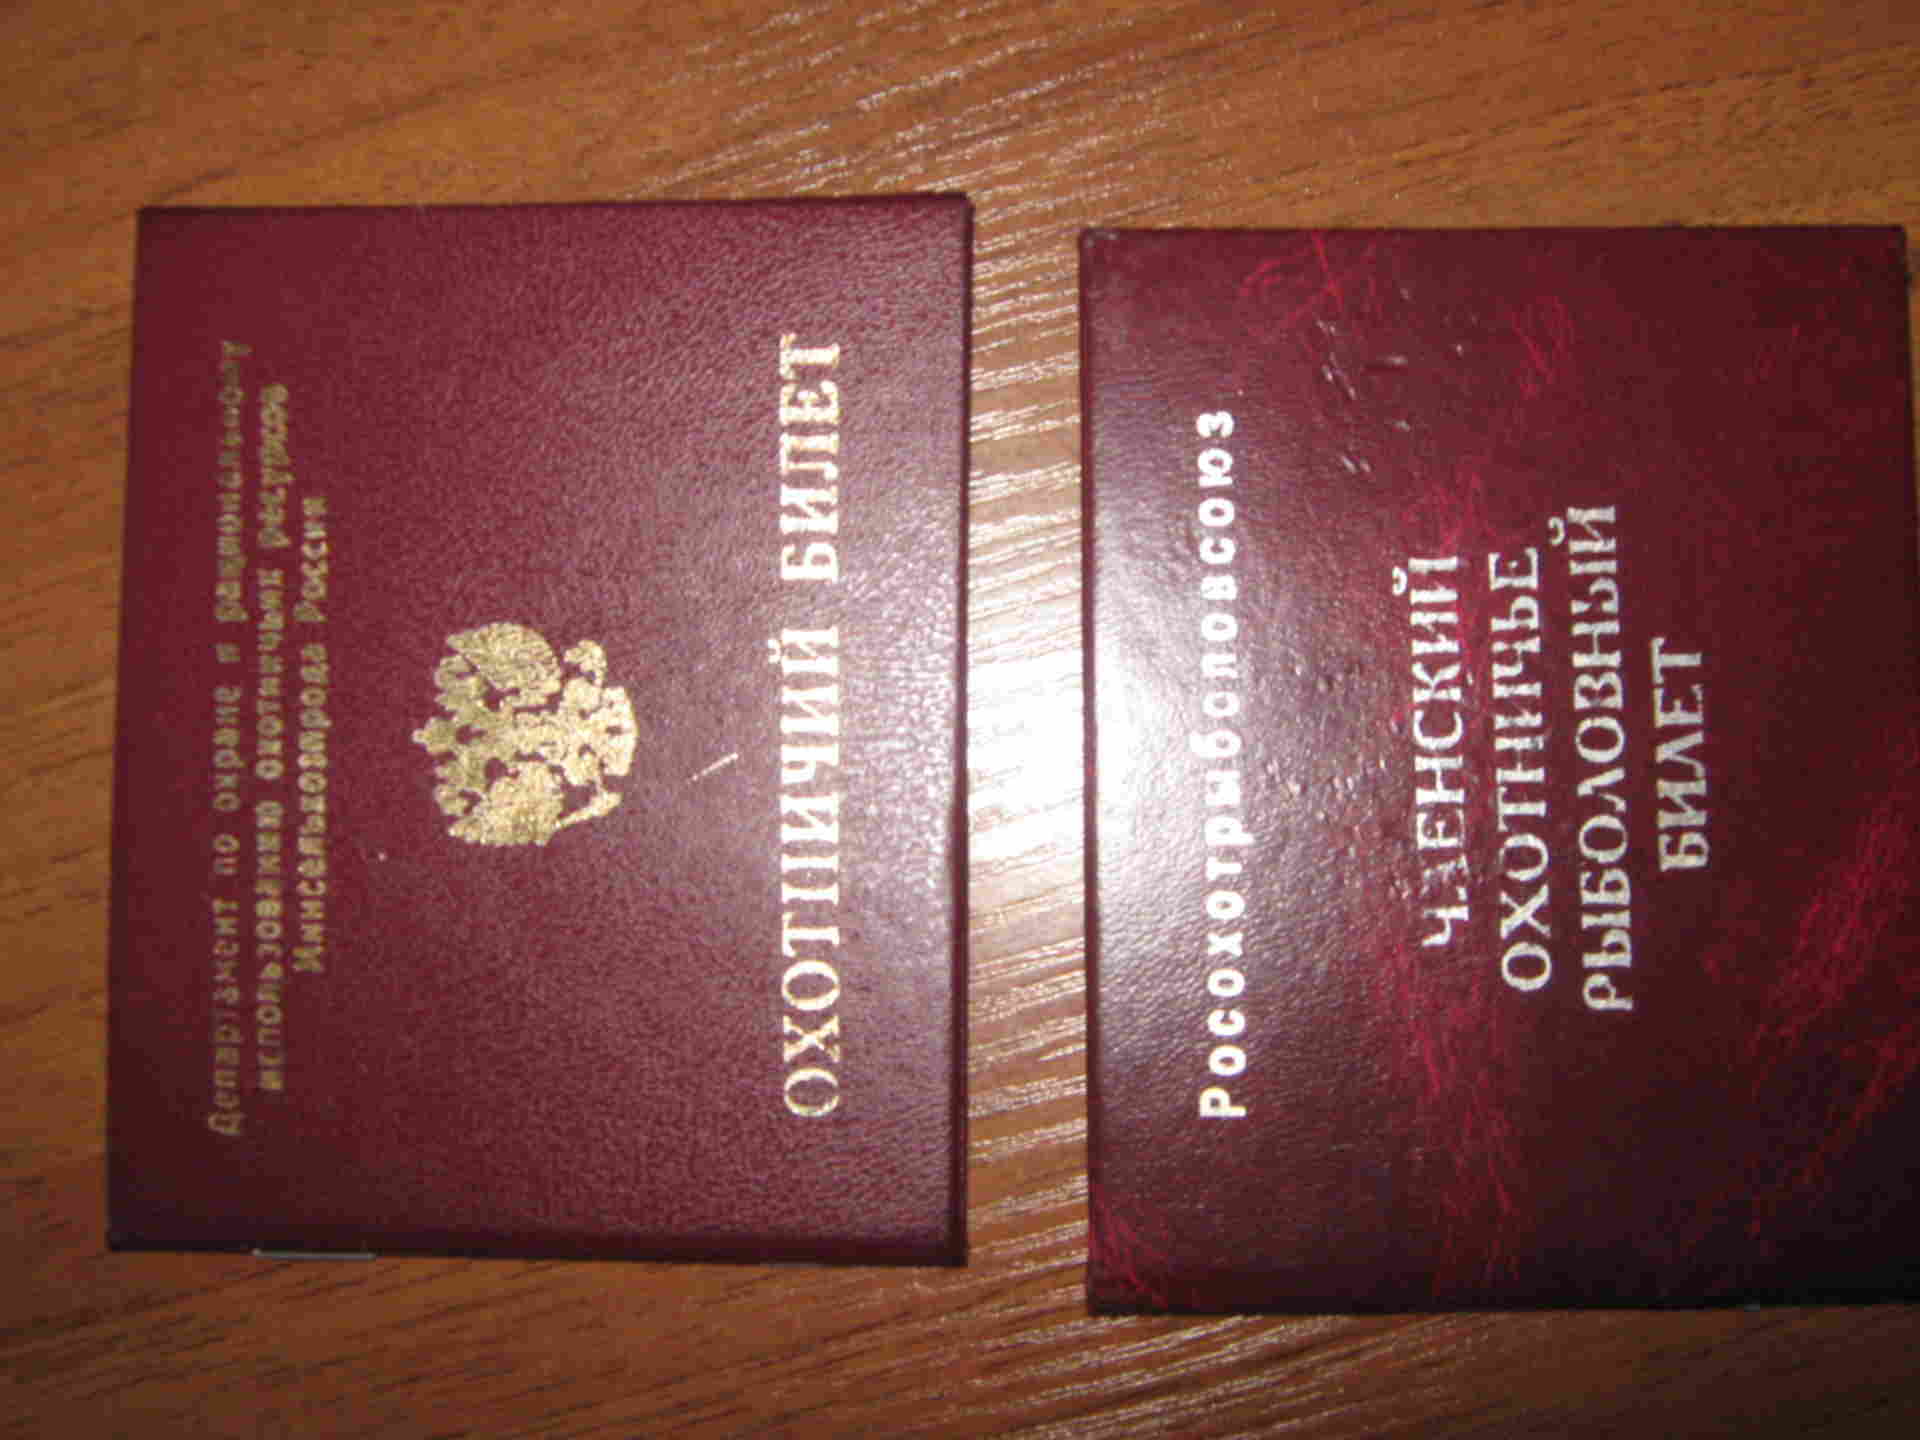 Департамент по охране и рациональному
использованию охотничьих ресурсов
Минсельхозпрода России
ОХОТНИЧИЙ БИЛЕТ
Росохотрыболовсоюз
ЧЛЕНСКИЙ
ОХОТНИЧЬЕ
РЫБОЛОВНЫЙ
БИЛЕТ